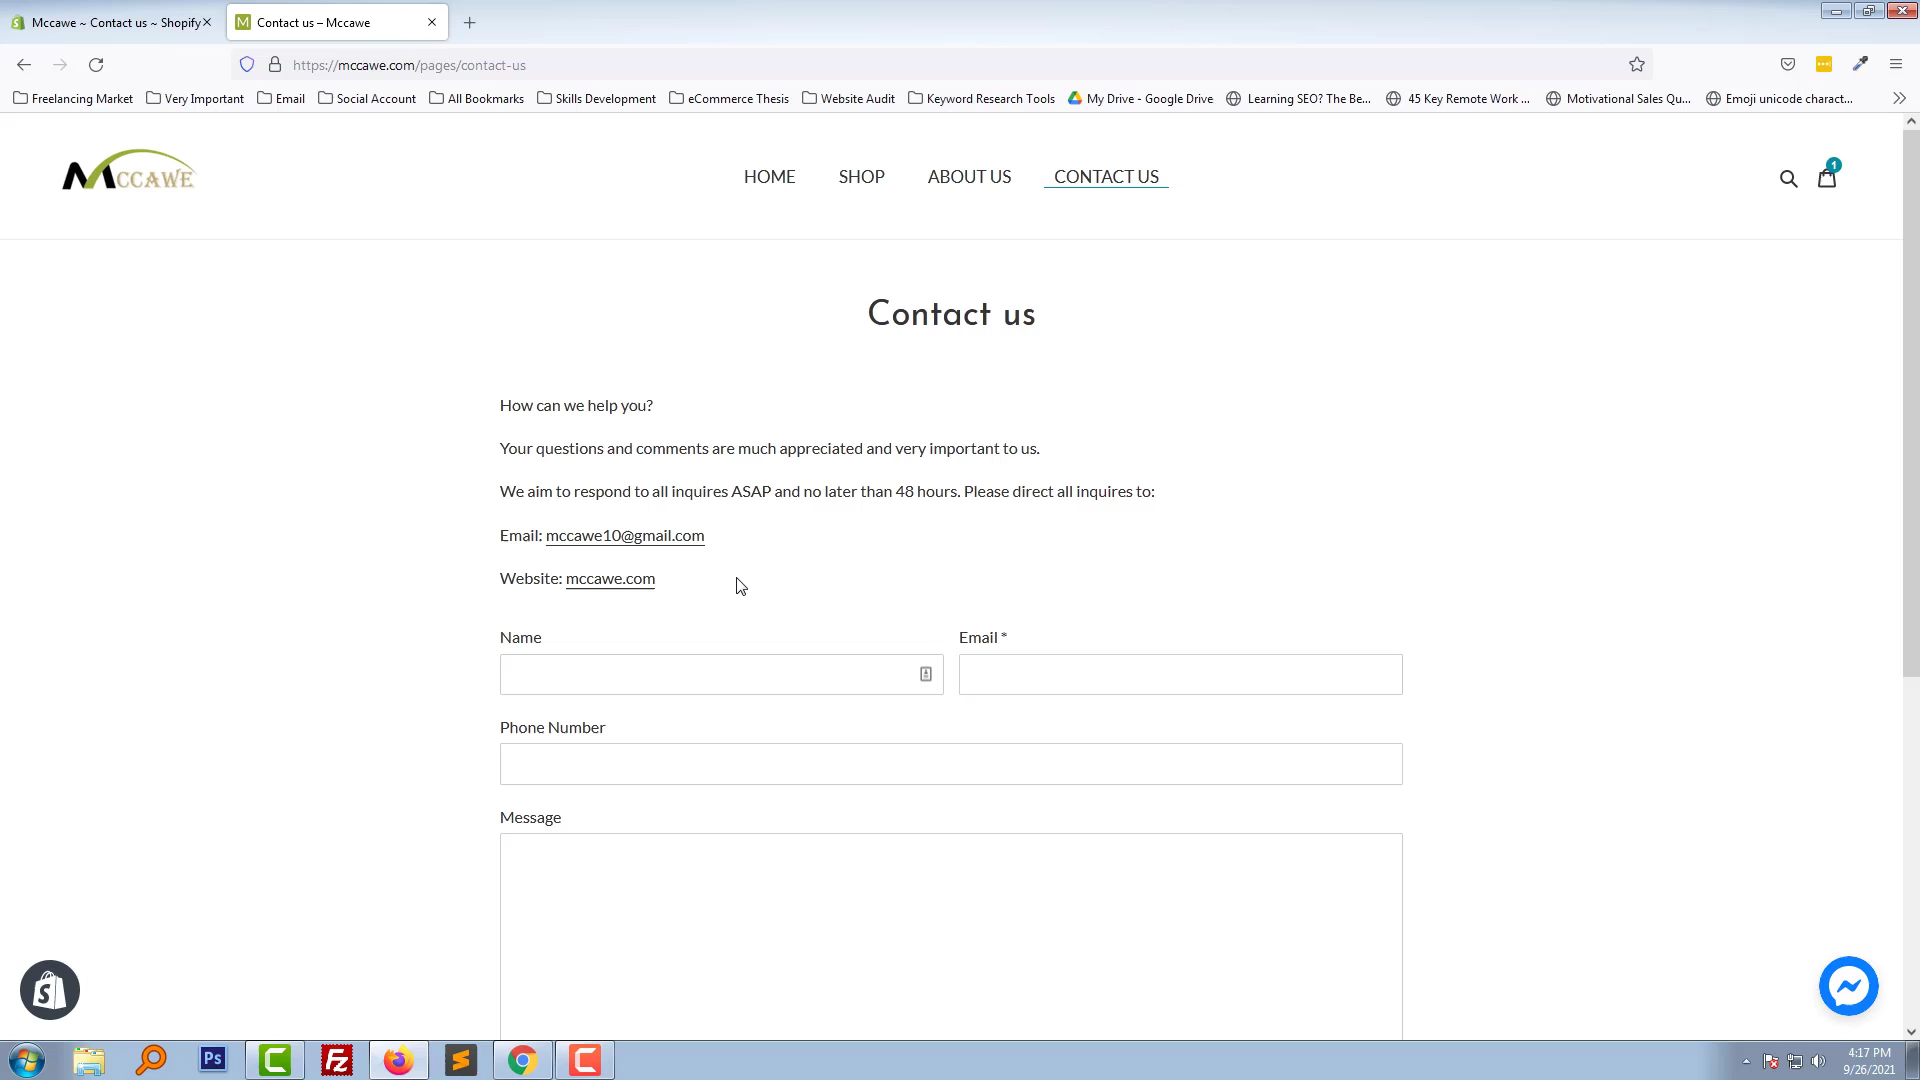 Mccawe ~ Contact us ~ Shopify
Contact us – Mccawe
https://mccawe.com/pages/contact-us
Freelancing Market
Very Important
Email
Social Account
All Bookmarks
Skills Development
eCommerce Thesis
Website Audit
Keyword Research Tools
My Drive - Google Drive
Learning SEO? The Be...
45 Key Remote Work ...
Motivational Sales Qu...
Emoji unicode charact...
MCCAWE
HOME
SHOP
ABOUT US
CONTACT US
1
Contact us
How can we help you?
Your questions and comments are much appreciated and very important to us.
We aim to respond to all inquires ASAP and no later than 48 hours. Please direct all inquires to:
Email: mccawe10@gmail.com
Website: mccawe.com
Name
Email *
Phone Number
Message
Ps
Fz
4:17 PM
9/26/2021